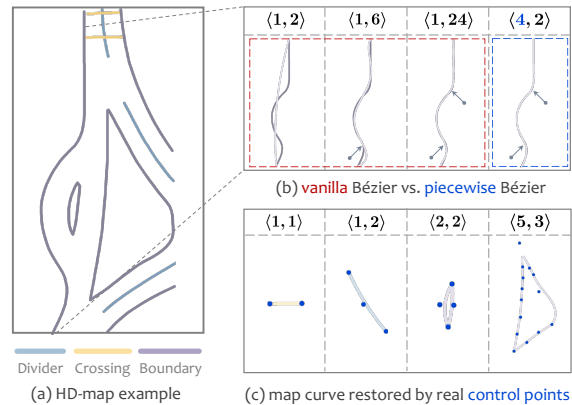 ⟨1, 2⟩ ⟨1, 6⟩ ⟨1, 24⟩ ⟨4, 2⟩
(b) vanilla Bézier vs. piecewise Bézier
⟨1, 1⟩ ⟨1, 2⟩ ⟨2, 2⟩ ⟨5, 3⟩
Divider Crossing Boundary
(a) HD-map example
(c) map curve restored by real control points